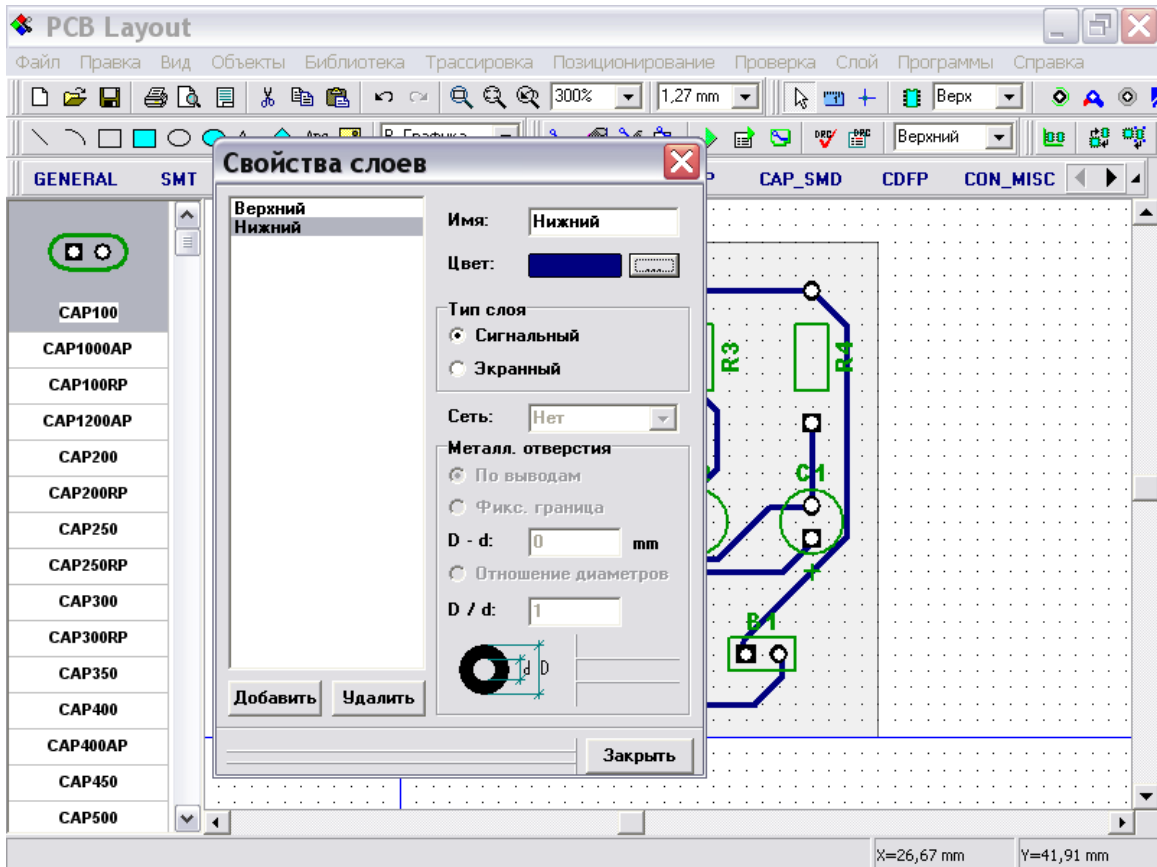 PCB Layout
Файл Правка Вид Объекты Библиотека Трассировка Позиционирование Проверка Слой Программы Справка
300% 1,27 mm Верх
Верхний
GENERAL SMT CAP_SMD CDFP CON_MISC
Свойства слоев
Верхний
Нижний
Имя: Нижний
Цвет: ...
Тип слоя
Сигнальный
Экранный
Сеть: Нет
Металл. отверстия
По выводам
Фикс. граница
D - d: 0 mm
Отношение диаметров
D / d: 1
d D
Добавить Удалить
Закрыть
CAP100
CAP1000AP
CAP100RP
CAP1200AP
CAP200
CAP200RP
CAP250
CAP250RP
CAP300
CAP300RP
CAP350
CAP400
CAP400AP
CAP450
CAP500
R3 R4
C1
B1
X=26,67 mm Y=41,91 mm